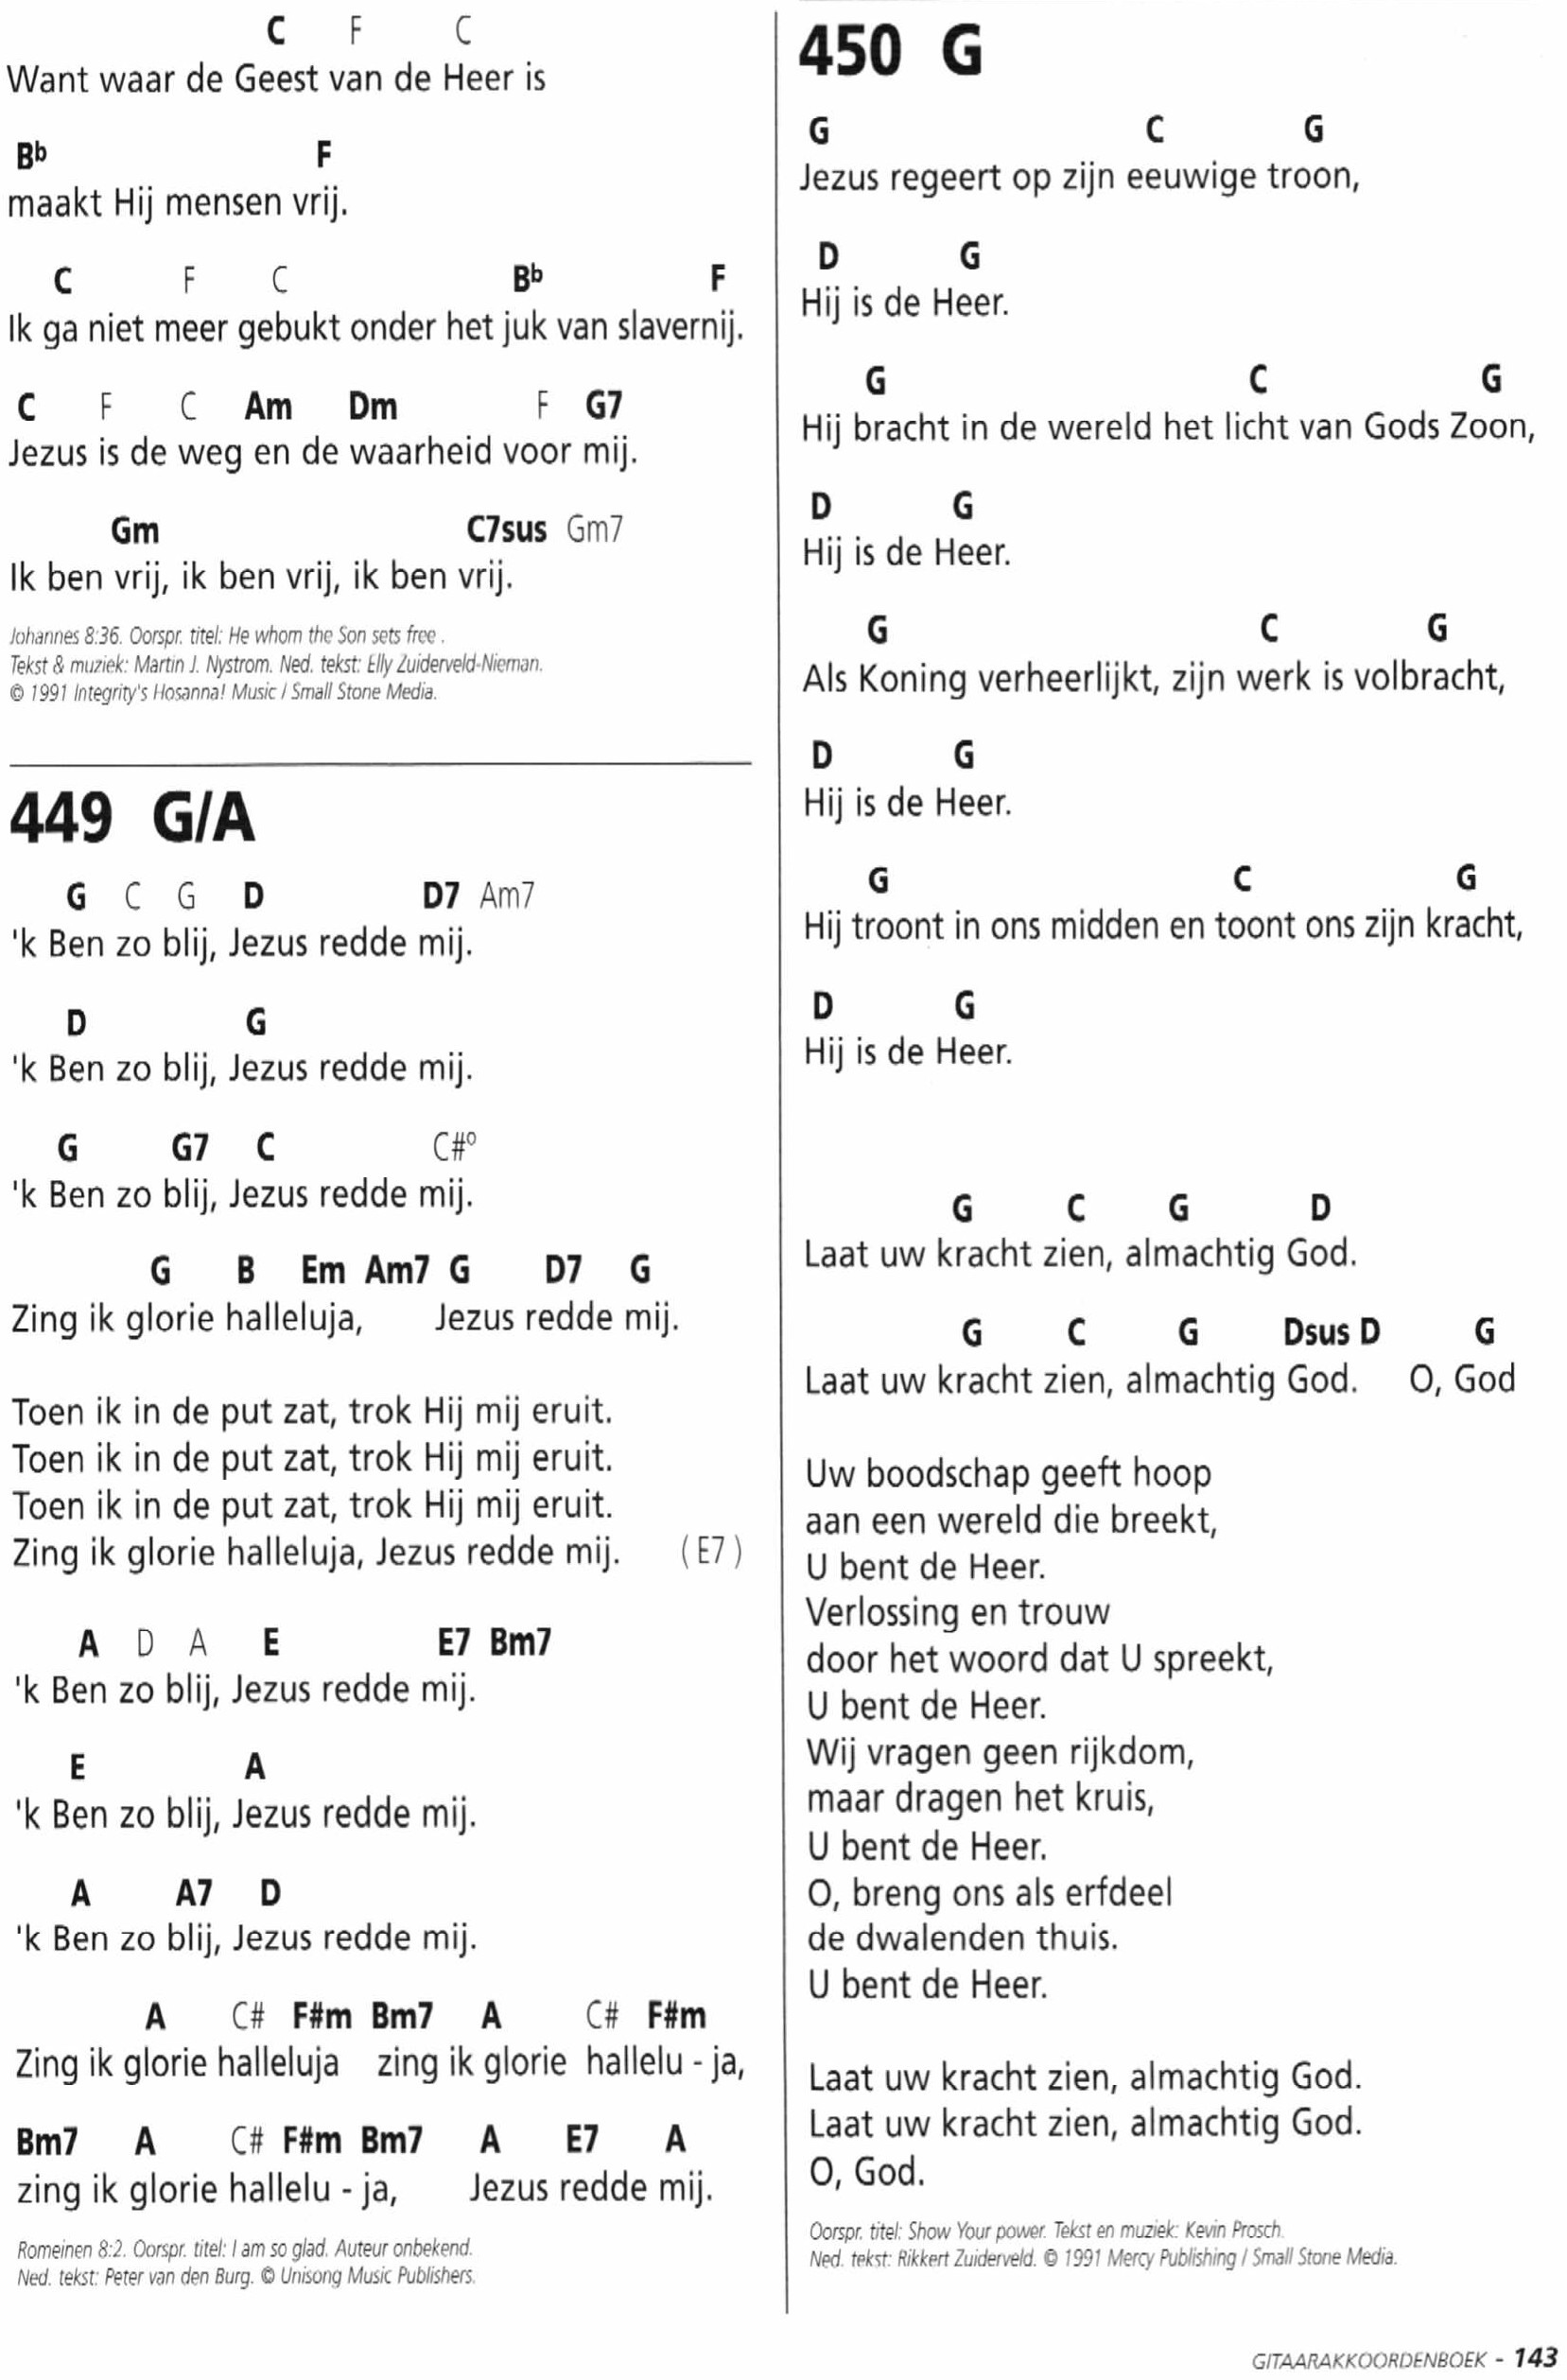 C F C
Want waar de Geest van de Heer is
Bb F
maakt Hij mensen vrij.
C F C Bb F
Ik ga niet meer gebukt onder het juk van slavernij.
C F C Am Dm F G7
Jezus is de weg en de waarheid voor mij.
Gm C7sus Gm7
Ik ben vrij, ik ben vrij, ik ben vrij.
Johannes 8:36. Oorspr. titel: He whom the Son sets free .
Tekst & muziek: Martin J. Nystrom. Ned. tekst: Elly Zuiderveld-Nieman.
© 1991 Integrity's Hosanna! Music / Small Stone Media.
449 G/A
G C G D D7 Am7
'k Ben zo blij, Jezus redde mij.
D G
'k Ben zo blij, Jezus redde mij.
G G7 C C#º
'k Ben zo blij, Jezus redde mij.
G B Em Am7 G D7 G
Zing ik glorie halleluja, Jezus redde mij.
Toen ik in de put zat, trok Hij mij eruit.
Toen ik in de put zat, trok Hij mij eruit.
Toen ik in de put zat, trok Hij mij eruit.
Zing ik glorie halleluja, Jezus redde mij. (E7)
A D A E E7 Bm7
'k Ben zo blij, Jezus redde mij.
E A
'k Ben zo blij, Jezus redde mij.
A A7 D
'k Ben zo blij, Jezus redde mij.
A C# F#m Bm7 A C# F#m
Zing ik glorie halleluja zing ik glorie hallelu - ja,
Bm7 A C# F#m Bm7 A E7 A
zing ik glorie hallelu - ja, Jezus redde mij.
Romeinen 8:2. Oorspr. titel: I am so glad. Auteur onbekend.
Ned. tekst: Peter van den Burg. © Unisong Music Publishers.
450 G
G C G
Jezus regeert op zijn eeuwige troon,
D G
Hij is de Heer.
G C G
Hij bracht in de wereld het licht van Gods Zoon,
D G
Hij is de Heer.
G C G
Als Koning verheerlijkt, zijn werk is volbracht,
D G
Hij is de Heer.
G C G
Hij troont in ons midden en toont ons zijn kracht,
D G
Hij is de Heer.
G C G D
Laat uw kracht zien, almachtig God.
G C G Dsus D G
Laat uw kracht zien, almachtig God. O, God
Uw boodschap geeft hoop
aan een wereld die breekt,
U bent de Heer.
Verlossing en trouw
door het woord dat U spreekt,
U bent de Heer.
Wij vragen geen rijkdom,
maar dragen het kruis,
U bent de Heer.
O, breng ons als erfdeel
de dwalenden thuis.
U bent de Heer.
Laat uw kracht zien, almachtig God.
Laat uw kracht zien, almachtig God.
O, God.
Oorspr. titel: Show Your power. Tekst en muziek: Kevin Prosch.
Ned. tekst: Rikkert Zuiderveld. © 1991 Mercy Publishing / Small Stone Media.
GITAARAKKOORDENBOEK - 143